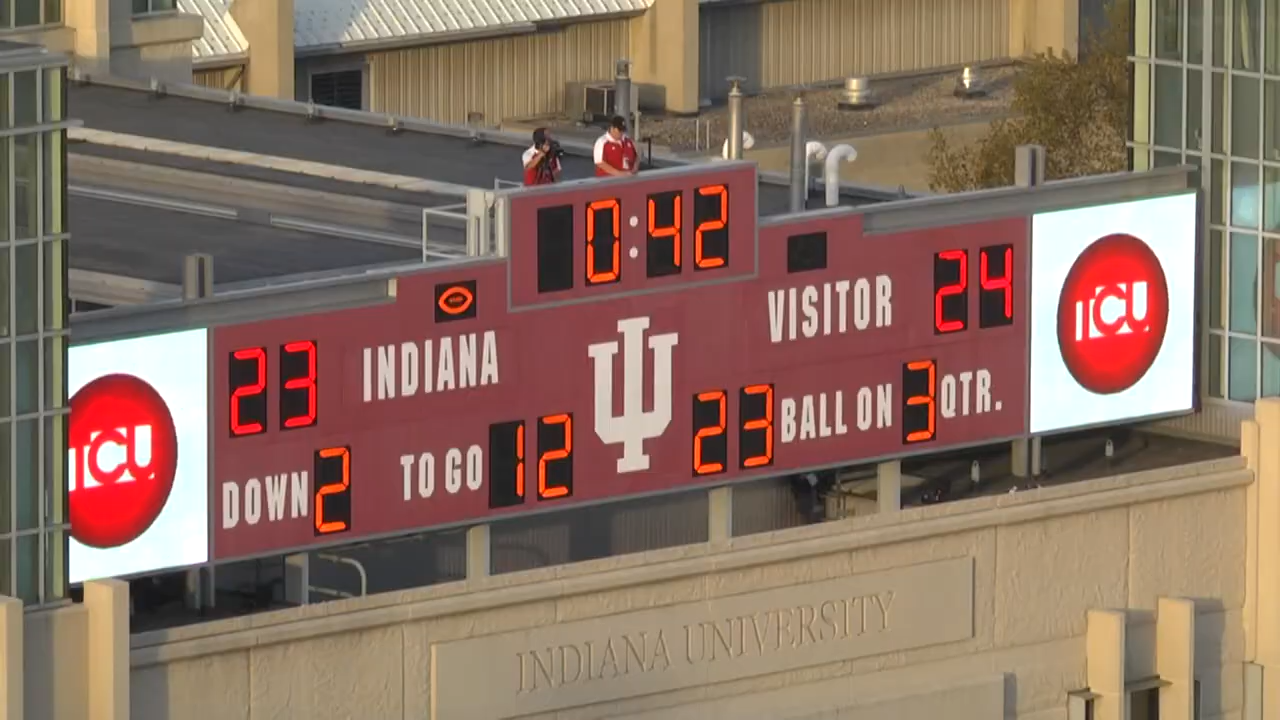 0:42
INDIANA 23
VISITOR 24
DOWN 2
TO GO 12
23 BALL ON
3 QTR.
IU
ICU
ICU
INDIANA UNIVERSITY